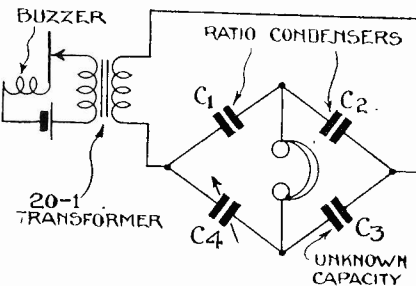 BUZZER
RATIO CONDENSERS
C1
C2
20-1
TRANSFORMER
C4
C3
UNKNOWN
CAPACITY